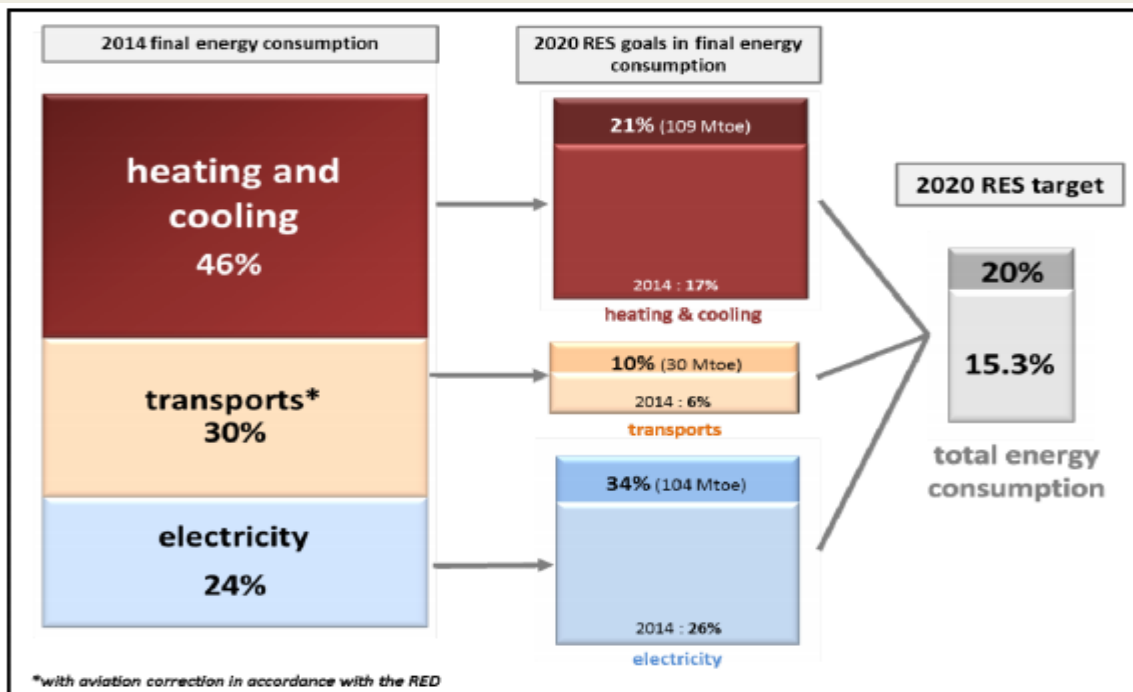 2014 final energy consumption
heating and
cooling
46%
transports*
30%
electricity
24%
2020 RES goals in final energy
consumption
21% (109 Mtoe)
2014 : 17%
heating & cooling
10% (30 Mtoe)
2014 : 6%
transports
34% (104 Mtoe)
2014 : 26%
electricity
2020 RES target
20%
15.3%
total energy
consumption
*with aviation correction in accordance with the RED